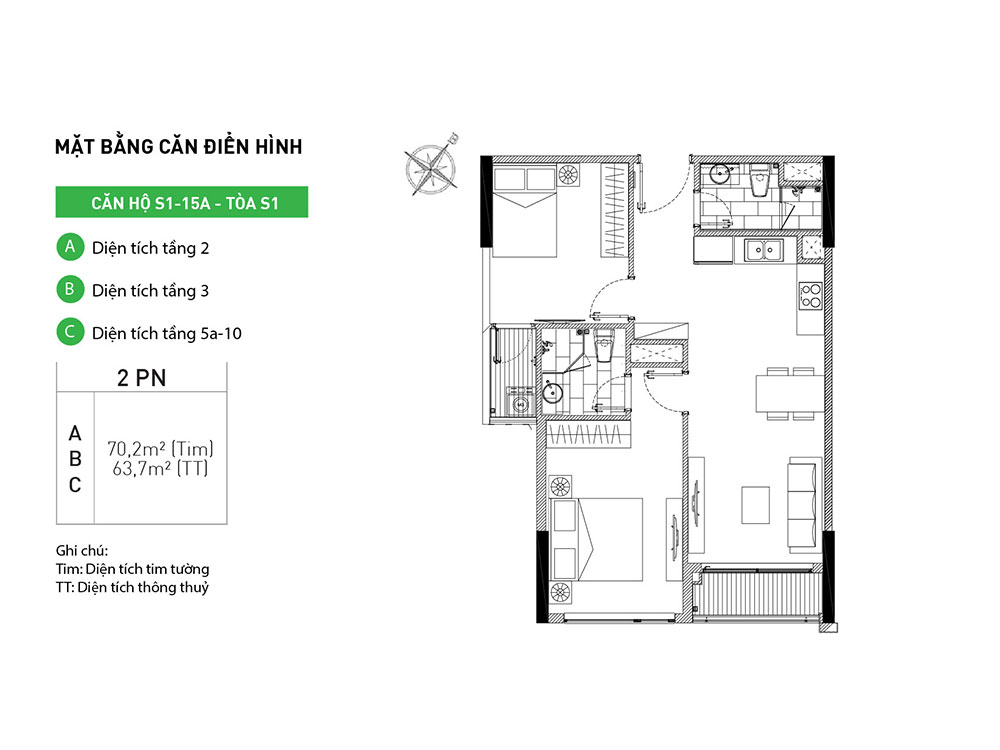 MẶT BẰNG CĂN ĐIỂN HÌNH
CĂN HỘ S1-15A - TÒA S1
A Diện tích tầng 2
B Diện tích tầng 3
C Diện tích tầng 5a-10
2 PN
A
B
C
70,2m² (Tim)
63,7m² (TT)
Ghi chú:
Tim: Diện tích tim tường
TT: Diện tích thông thuỷ